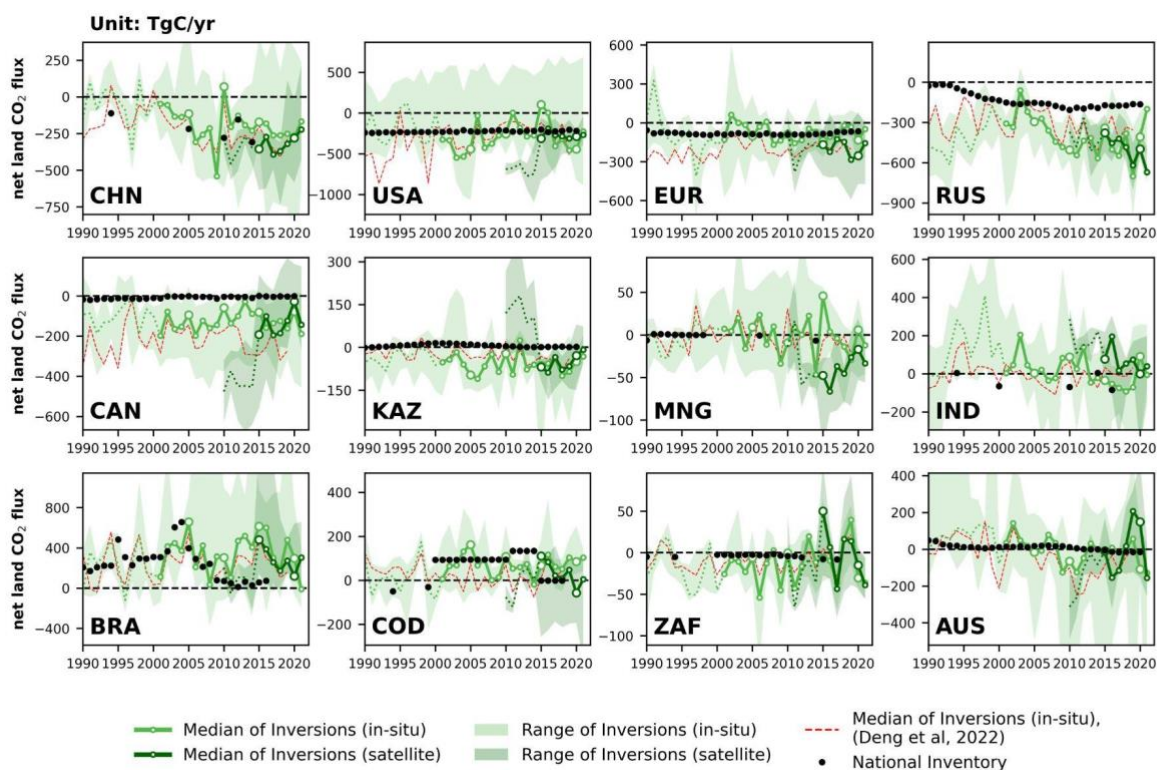 Unit: TgC/yr
net land CO₂ flux
250
0
−250
−500
−750
CHN
1990 1995 2000 2005 2010 2015 2020
0
−500
−1000
USA
1990 1995 2000 2005 2010 2015 2020
600
300
0
−300
−600
EUR
1990 1995 2000 2005 2010 2015 2020
0
−300
−600
−900
RUS
1990 1995 2000 2005 2010 2015 2020
net land CO₂ flux
0
−200
−400
−600
CAN
1990 1995 2000 2005 2010 2015 2020
300
150
0
−150
KAZ
1990 1995 2000 2005 2010 2015 2020
50
0
−50
−100
MNG
1990 1995 2000 2005 2010 2015 2020
600
400
200
0
−200
IND
1990 1995 2000 2005 2010 2015 2020
net land CO₂ flux
800
400
0
−400
BRA
1990 1995 2000 2005 2010 2015 2020
400
200
0
−200
COD
1990 1995 2000 2005 2010 2015 2020
50
0
−50
−100
ZAF
1990 1995 2000 2005 2010 2015 2020
400
200
0
−200
−400
AUS
1990 1995 2000 2005 2010 2015 2020
Median of Inversions (in-situ)
Median of Inversions (satellite)
Range of Inversions (in-situ)
Range of Inversions (satellite)
Median of Inversions (in-situ),
(Deng et al, 2022)
National Inventory